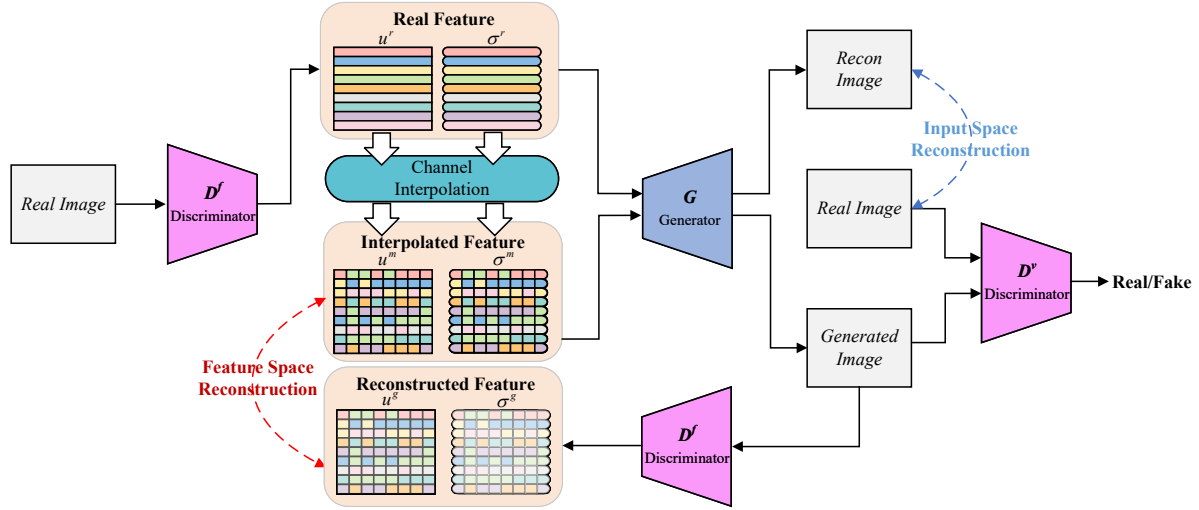 Real Feature
u^r
σ^r
Recon
Image
Input Space
Reconstruction
Channel
Interpolation
D^f
Discriminator
Real Image
G
Generator
Real Image
Interpolated Feature
u^m
σ^m
D^v
Discriminator
Real/Fake
Generated
Image
Feature Space
Reconstruction
Reconstructed Feature
u^g
σ^g
D^f
Discriminator